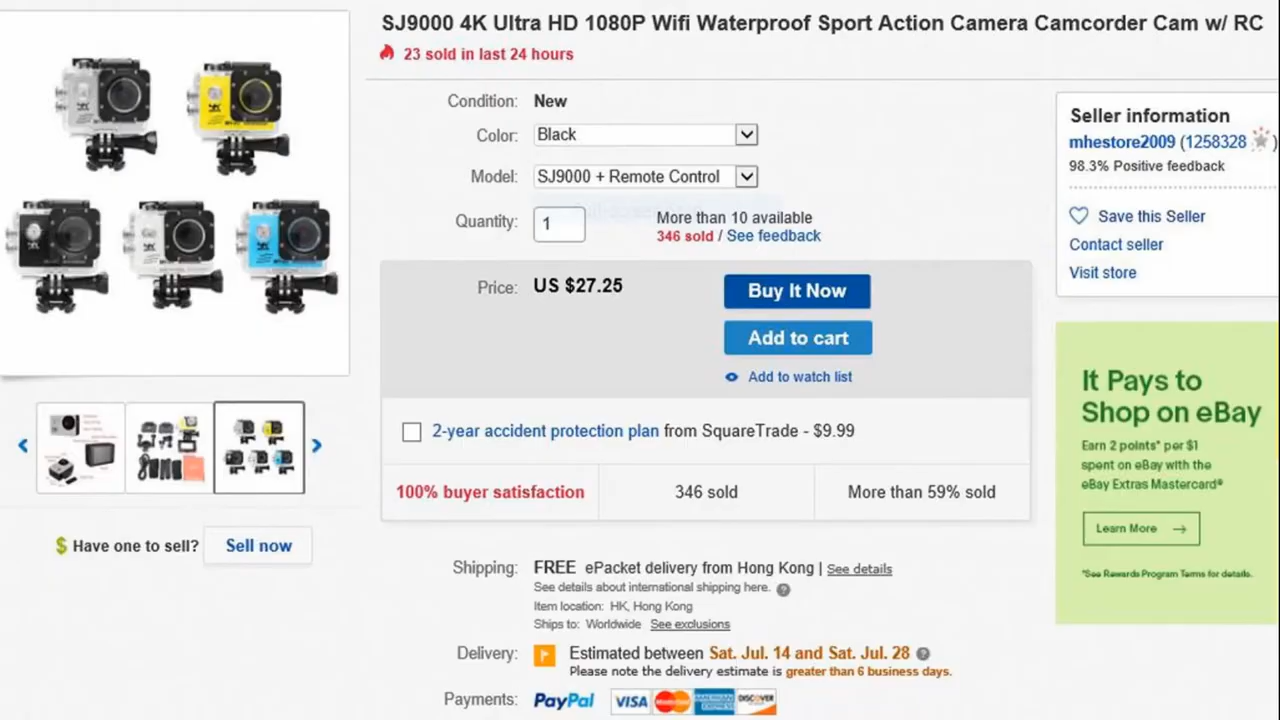 SJ9000 4K Ultra HD 1080P Wifi Waterproof Sport Action Camera Camcorder Cam w/ RC
23 sold in last 24 hours
Condition: New
Color: Black
Model: SJ9000 + Remote Control
Quantity: 1
More than 10 available
346 sold / See feedback
Price: US $27.25
Buy It Now
Add to cart
Add to watch list
2-year accident protection plan from SquareTrade - $9.99
100% buyer satisfaction
346 sold
More than 59% sold
$ Have one to sell? Sell now
Shipping: FREE ePacket delivery from Hong Kong | See details
See details about international shipping here. ?
Item location: HK, Hong Kong
Ships to: Worldwide See exclusions
Delivery: Estimated between Sat. Jul. 14 and Sat. Jul. 28 ?
Please note the delivery estimate is greater than 6 business days.
Payments: PayPal VISA MasterCard AMERICAN EXPRESS DISCOVER
Seller information
mhestore2009 (1258328 )
98.3% Positive feedback
Save this Seller
Contact seller
Visit store
It Pays to
Shop on eBay
Earn 2 points* per $1
spent on eBay with the
eBay Extras Mastercard®
Learn More →
*See Rewards Program Terms for details.